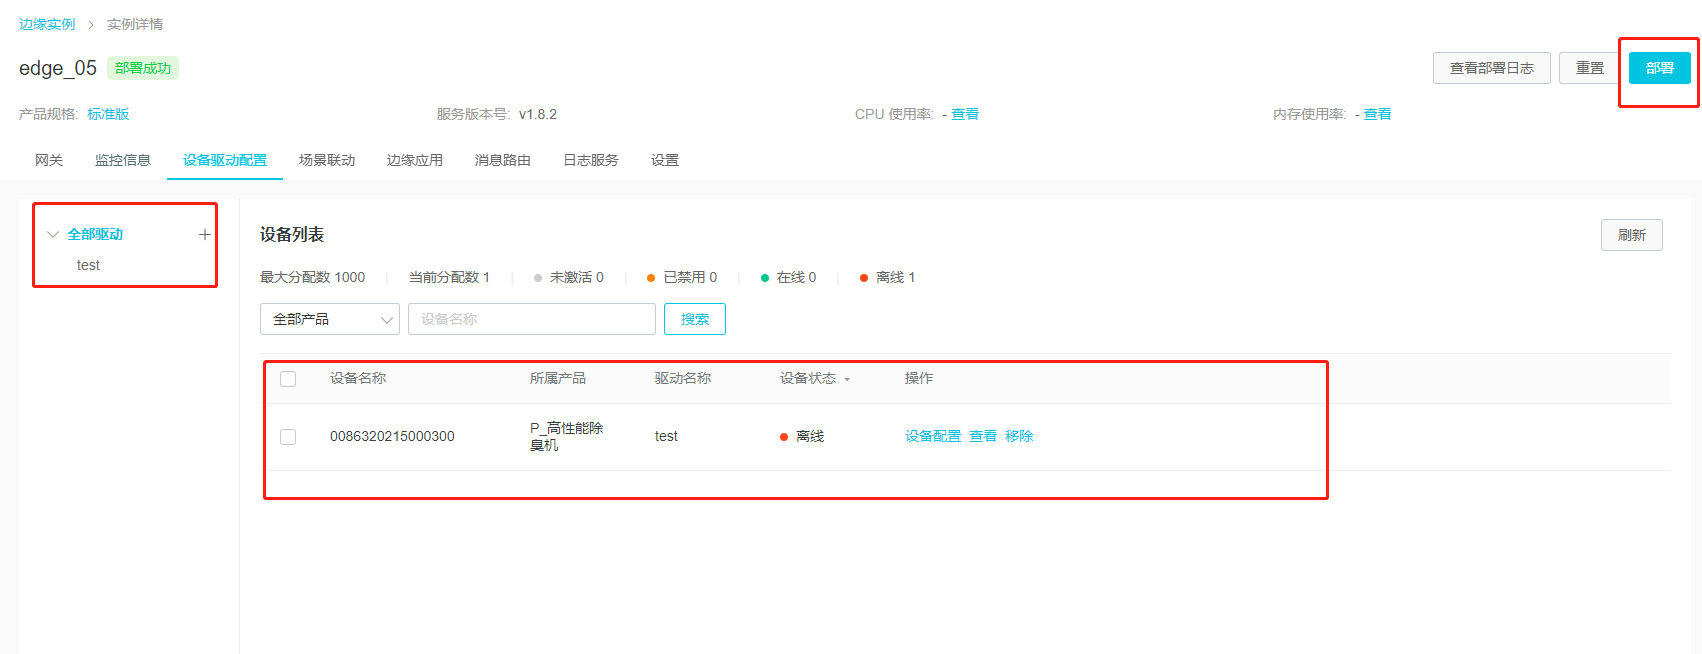 边缘实例 > 实例详情
edge_05 部署成功 查看部署日志 重置 部署
产品规格: 标准版 服务版本号: v1.8.2 CPU 使用率: - 查看 内存使用率: - 查看
网关 监控信息 设备驱动配置 场景联动 边缘应用 消息路由 日志服务 设置
全部驱动 +
test
设备列表 刷新
最大分配数 1000 当前分配数 1 未激活 0 已禁用 0 在线 0 离线 1
全部产品 设备名称 搜索
设备名称 所属产品 驱动名称 设备状态 操作
0086320215000300 P_高性能除 test 离线 设备配置 查看 移除
臭机